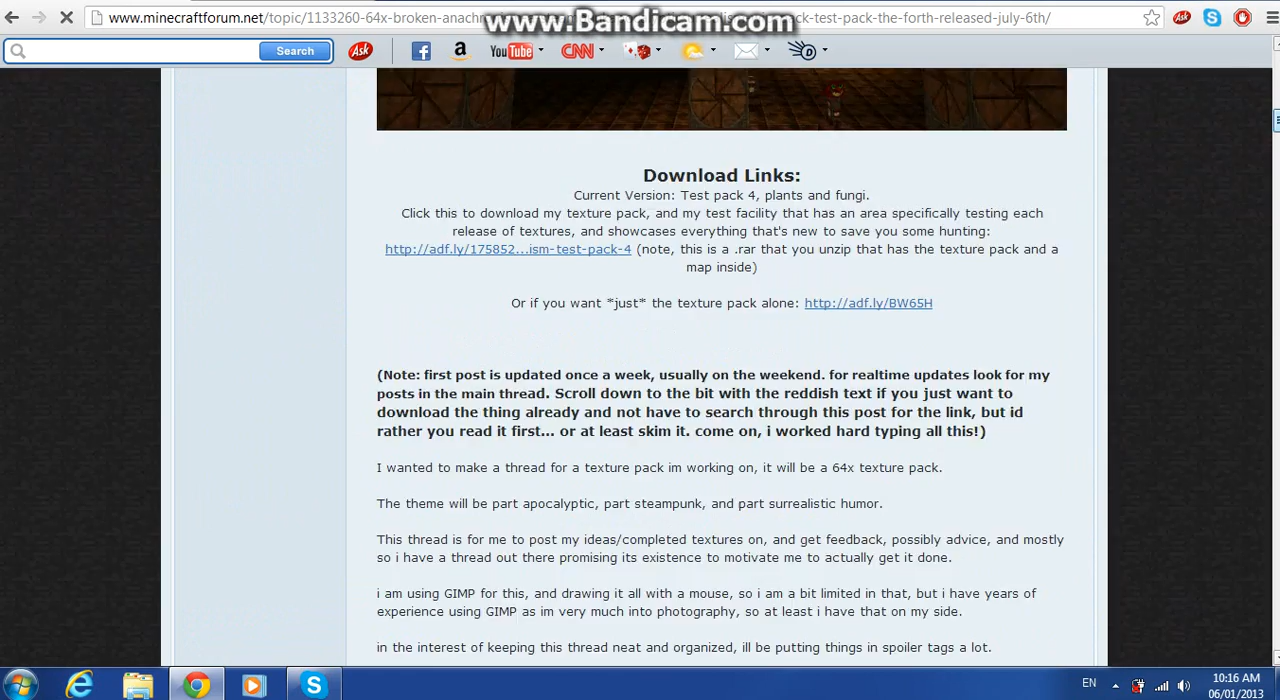 www.Bandicam.com
www.minecraftforum.net/topic/1133260-64x-broken-anach
ck-test-pack-the-forth-released-july-6th/
Search
Ask
You Tube
CNN
Download Links:
Current Version: Test pack 4, plants and fungi.
Click this to download my texture pack, and my test facility that has an area specifically testing each
release of textures, and showcases everything that's new to save you some hunting:
http://adf.ly/175852...ism-test-pack-4 (note, this is a .rar that you unzip that has the texture pack and a
map inside)
Or if you want *just* the texture pack alone: http://adf.ly/BW65H
(Note: first post is updated once a week, usually on the weekend. for realtime updates look for my
posts in the main thread. Scroll down to the bit with the reddish text if you just want to
download the thing already and not have to search through this post for the link, but id
rather you read it first... or at least skim it. come on, i worked hard typing all this!)
I wanted to make a thread for a texture pack im working on, it will be a 64x texture pack.
The theme will be part apocalyptic, part steampunk, and part surrealistic humor.
This thread is for me to post my ideas/completed textures on, and get feedback, possibly advice, and mostly
so i have a thread out there promising its existence to motivate me to actually get it done.
i am using GIMP for this, and drawing it all with a mouse, so i am a bit limited in that, but i have years of
experience using GIMP as im very much into photography, so at least i have that on my side.
in the interest of keeping this thread neat and organized, ill be putting things in spoiler tags a lot.
EN
10:16 AM
06/01/2013